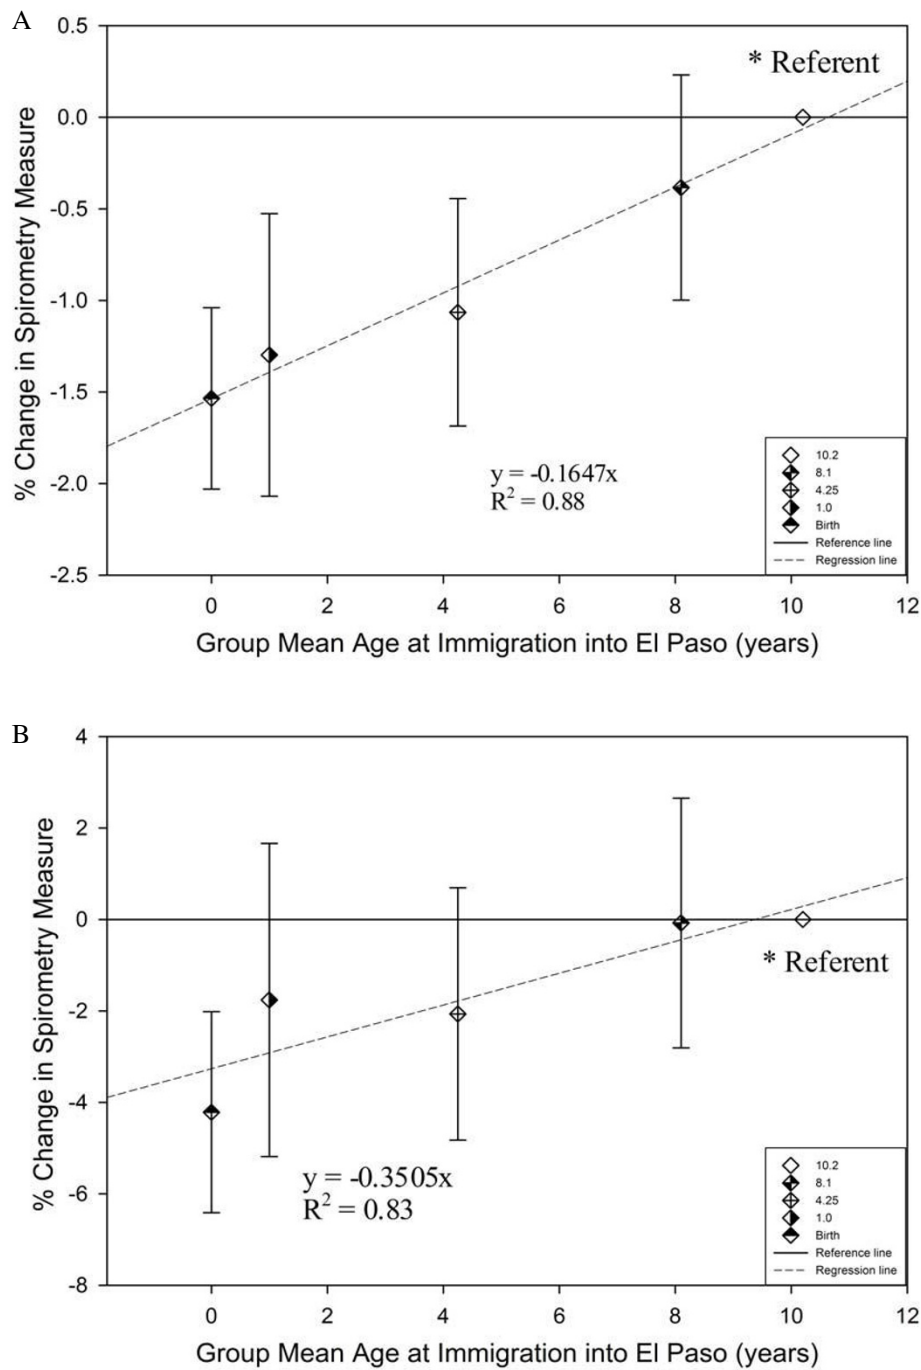 A
0.5
* Referent
0.0
-0.5
-1.0
-1.5
-2.0
-2.5
% Change in Spirometry Measure
y = -0.1647x
R² = 0.88
10.2
8.1
4.25
1.0
Birth
Reference line
Regression line
0 2 4 6 8 10 12
Group Mean Age at Immigration into El Paso (years)
B
4
2
0
-2
-4
-6
-8
% Change in Spirometry Measure
* Referent
y = -0.3505x
R² = 0.83
10.2
8.1
4.25
1.0
Birth
Reference line
Regression line
0 2 4 6 8 10 12
Group Mean Age at Immigration into El Paso (years)